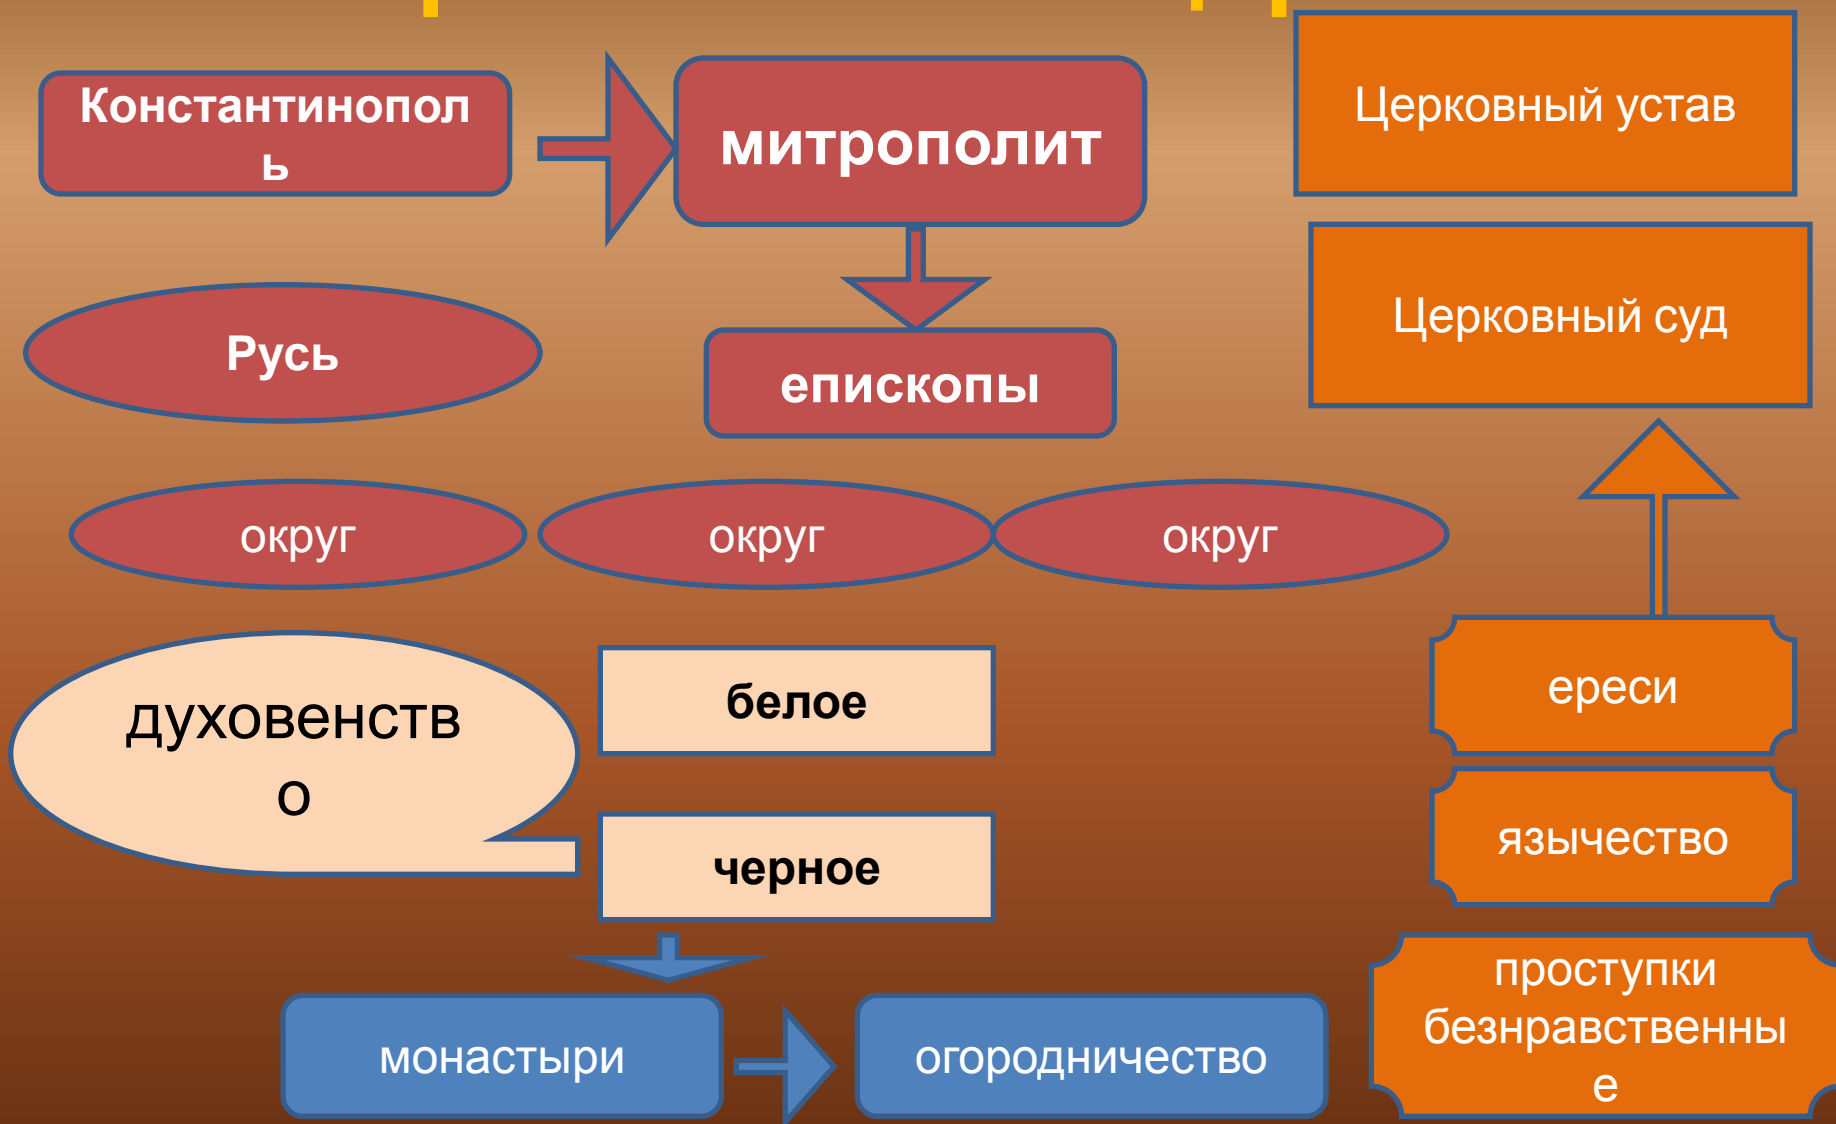 Константинопол
ь
митрополит
Церковный устав
Русь
епископы
Церковный суд
округ
округ
округ
духовенств
о
белое
черное
ереси
язычество
проступки
безнравственны
е
монастыри
огородничество